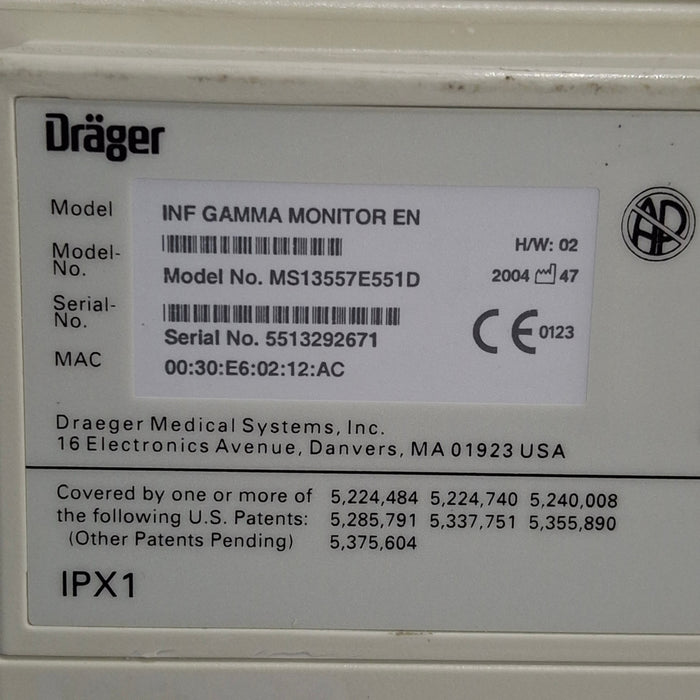 Dräger
Model
INF GAMMA MONITOR EN
H/W: 02
Model-
No.
Model No. MS13557E551D
2004 47
Serial-
No.
Serial No. 5513292671
CE 0123
MAC
00:30:E6:02:12:AC
AP
Draeger Medical Systems, Inc.
16 Electronics Avenue, Danvers, MA 01923 USA
Covered by one or more of 5,224,484 5,224,740 5,240,008
the following U.S. Patents: 5,285,791 5,337,751 5,355,890
(Other Patents Pending) 5,375,604
IPX1